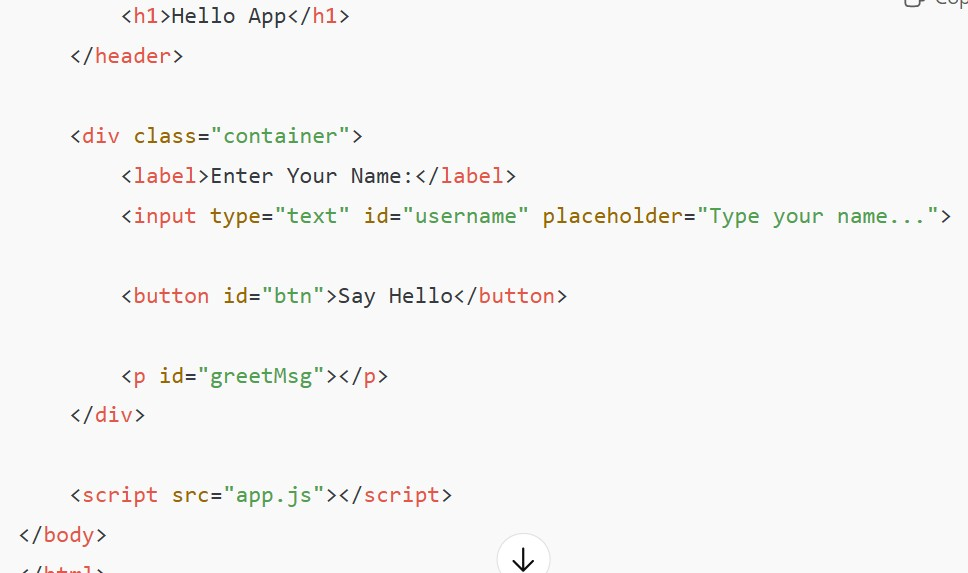 <h1>Hello App</h1>
</header>
<div class="container">
<label>Enter Your Name:</label>
<input type="text" id="username" placeholder="Type your name...">
<button id="btn">Say Hello</button>
<p id="greetMsg"></p>
</div>
<script src="app.js"></script>
</body>
</html>